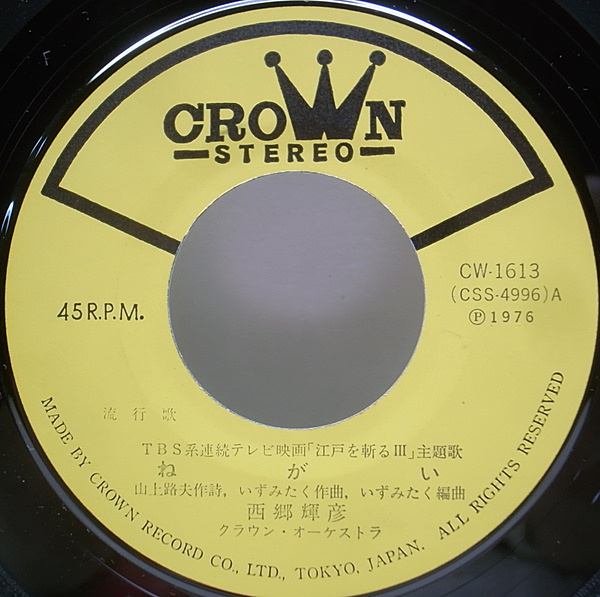 CROWN
STEREO
CW-1613
(CSS-4996)A
Ⓟ1976
45R.P.M.
流行歌
TBS系連続テレビ映画「江戸を斬るIII」主題歌
ねがい
山上路夫作詩,いずみたく作曲,いずみたく編曲
西郷輝彦
クラウン・オーケストラ
MADE BY CROWN RECORD CO., LTD., TOKYO, JAPAN. ALL RIGHTS RESERVED